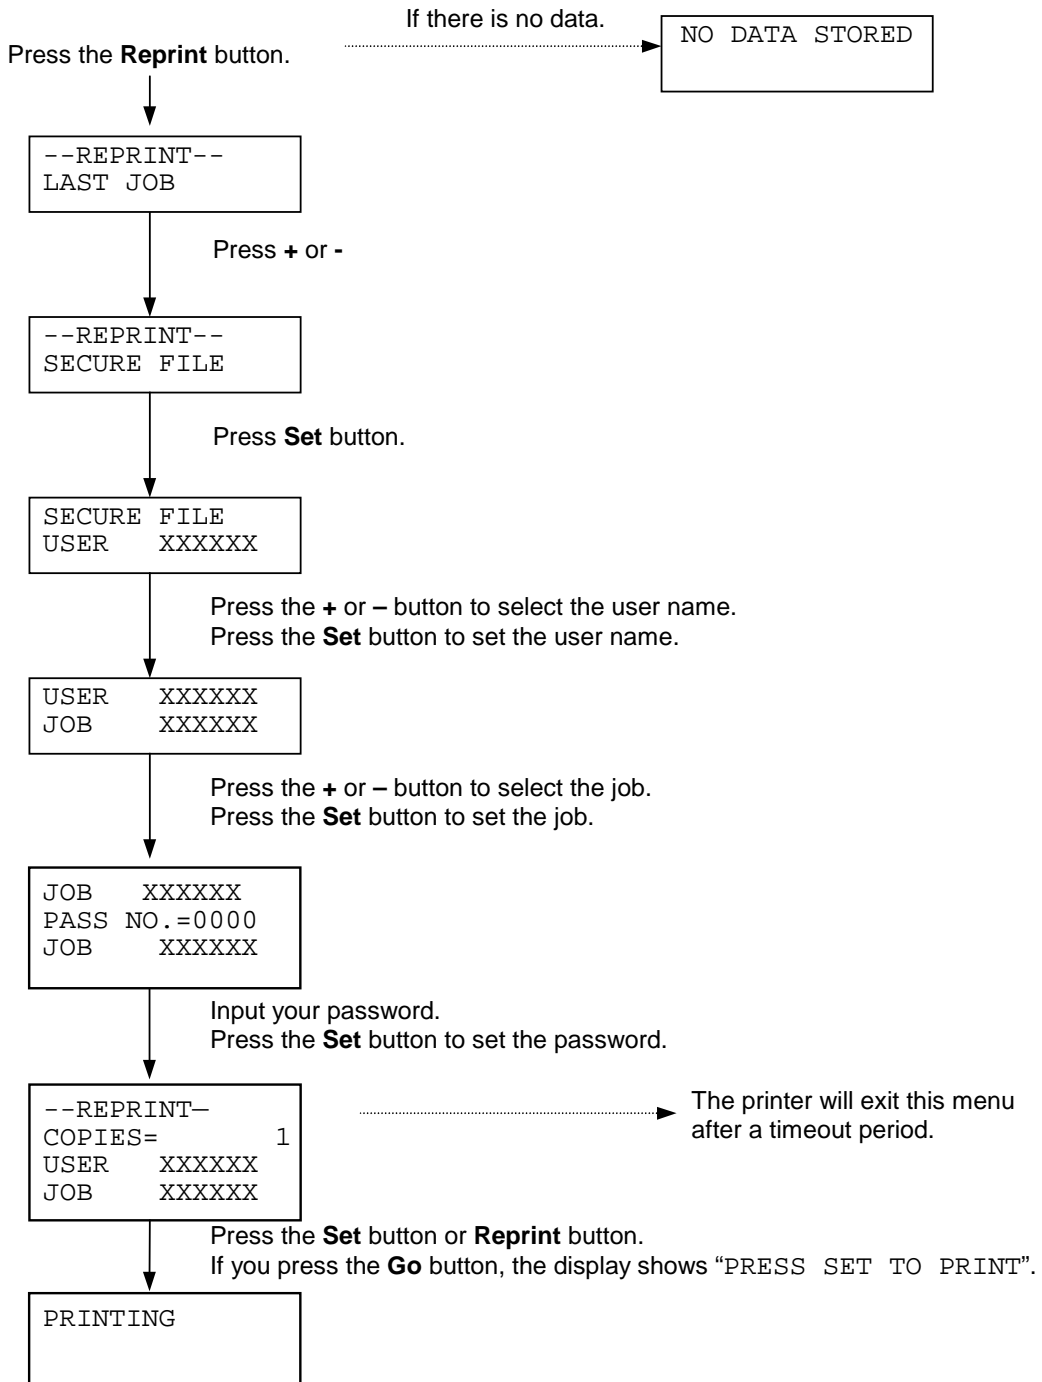 If there is no data.
NO DATA STORED
Press the Reprint button.
--REPRINT--
LAST JOB
Press + or -
--REPRINT--
SECURE FILE
Press Set button.
SECURE FILE
USER XXXXXX
Press the + or – button to select the user name.
Press the Set button to set the user name.
USER XXXXXX
JOB XXXXXX
Press the + or – button to select the job.
Press the Set button to set the job.
JOB XXXXXX
PASS NO.=0000
JOB XXXXXX
Input your password.
Press the Set button to set the password.
--REPRINT—
COPIES= 1
USER XXXXXX
JOB XXXXXX
The printer will exit this menu
after a timeout period.
Press the Set button or Reprint button.
If you press the Go button, the display shows “PRESS SET TO PRINT”.
PRINTING